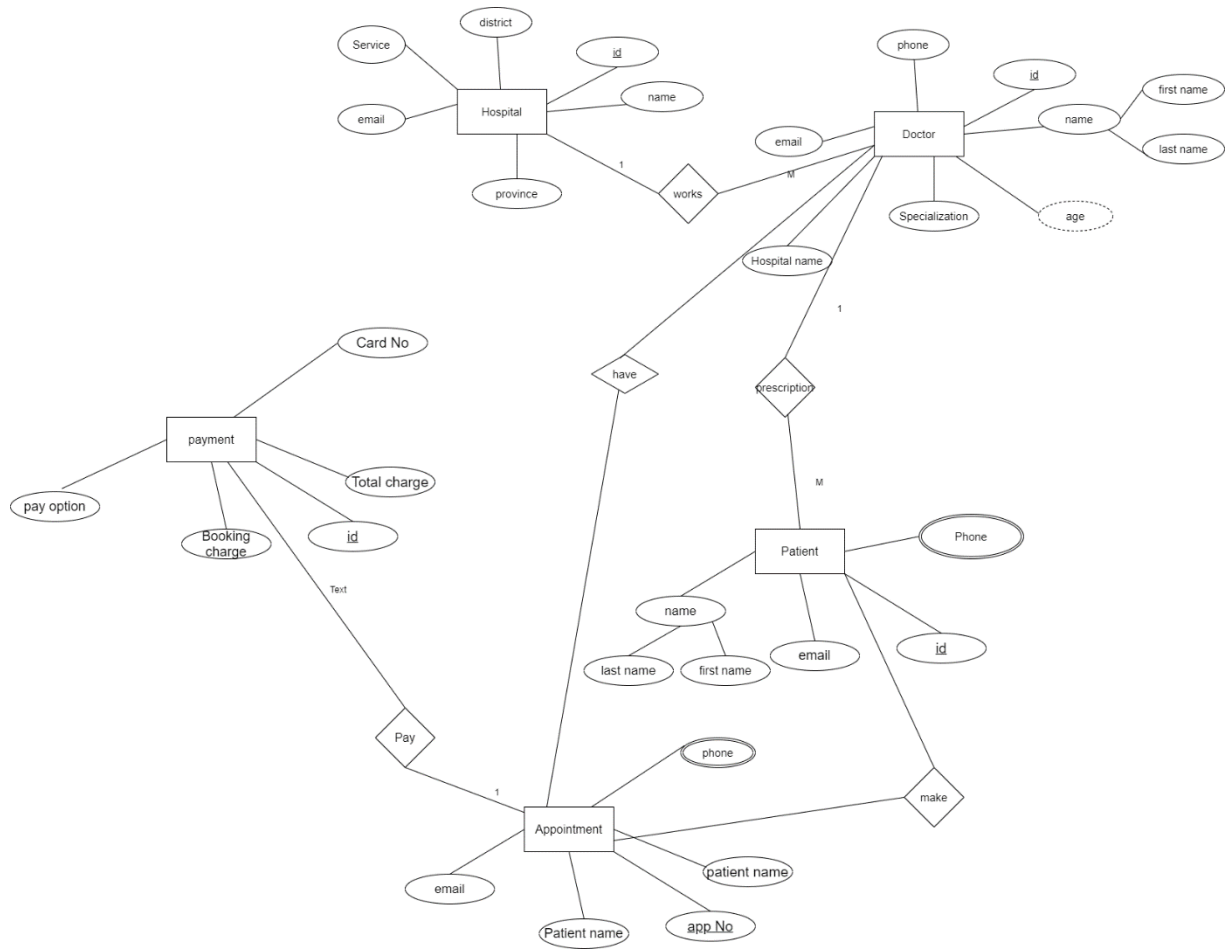 district
Service
id
phone
id
first name
name
Hospital
email
name
Doctor
email
last name
1
M
works
province
Specialization
age
Hospital name
1
Card No
have
prescription
payment
Total charge
M
pay option
Booking
charge
id
Phone
Patient
Text
name
email
id
last name
first name
Pay
phone
1
make
Appointment
patient name
email
app No
Patient name